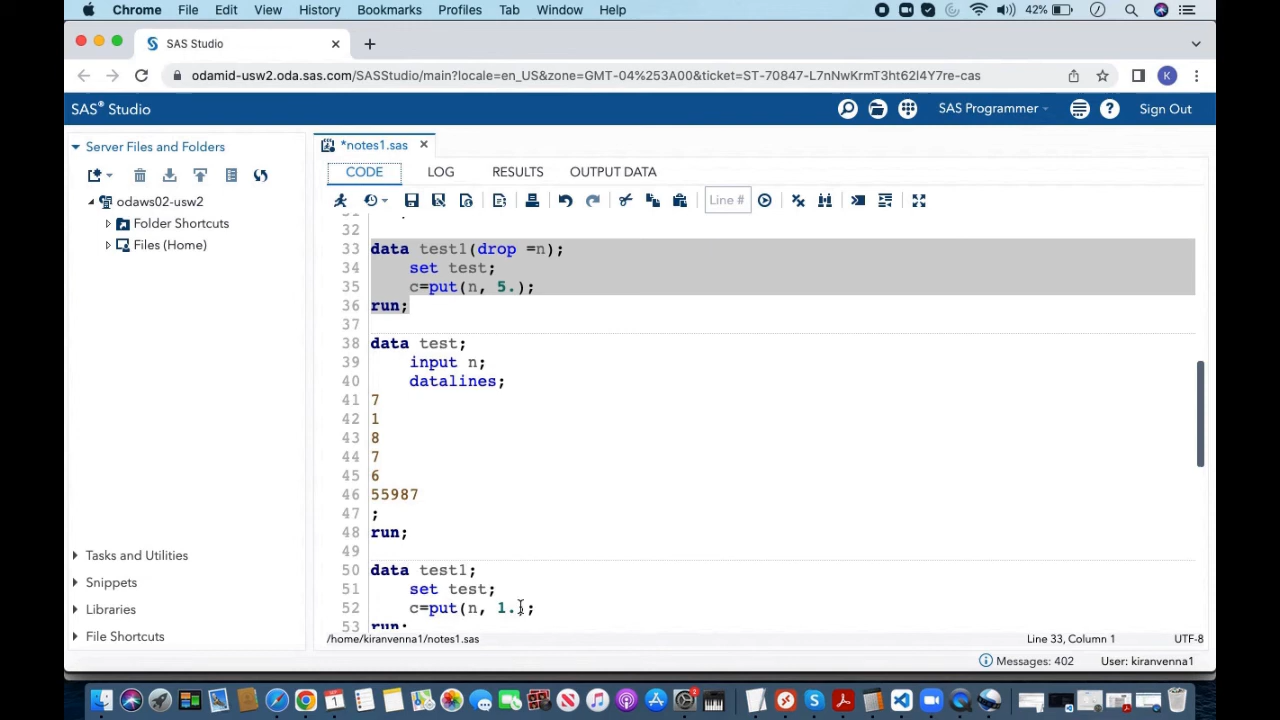 Chrome File Edit View History Bookmarks Profiles Tab Window Help 42%
SAS Studio
odamid-usw2.oda.sas.com/SASStudio/main?locale=en_US&zone=GMT-04%253A00&ticket=ST-70847-L7nNwKrmT3ht62l4Y7re-cas K
SAS® Studio SAS Programmer Sign Out
Server Files and Folders *notes1.sas
CODE LOG RESULTS OUTPUT DATA
Line #
odaws02-usw2
Folder Shortcuts
Files (Home)
32
33 data test1(drop =n);
34 set test;
35 c=put(n, 5.);
36 run;
37
38 data test;
39 input n;
40 datalines;
41 7
42 1
43 8
44 7
45 6
46 55987
47 ;
48 run;
49
50 data test1;
51 set test;
52 c=put(n, 1.);
53 run;
Tasks and Utilities
Snippets
Libraries
File Shortcuts
/home/kiranvenna1/notes1.sas Line 33, Column 1 UTF-8
Messages: 402 User: kiranvenna1